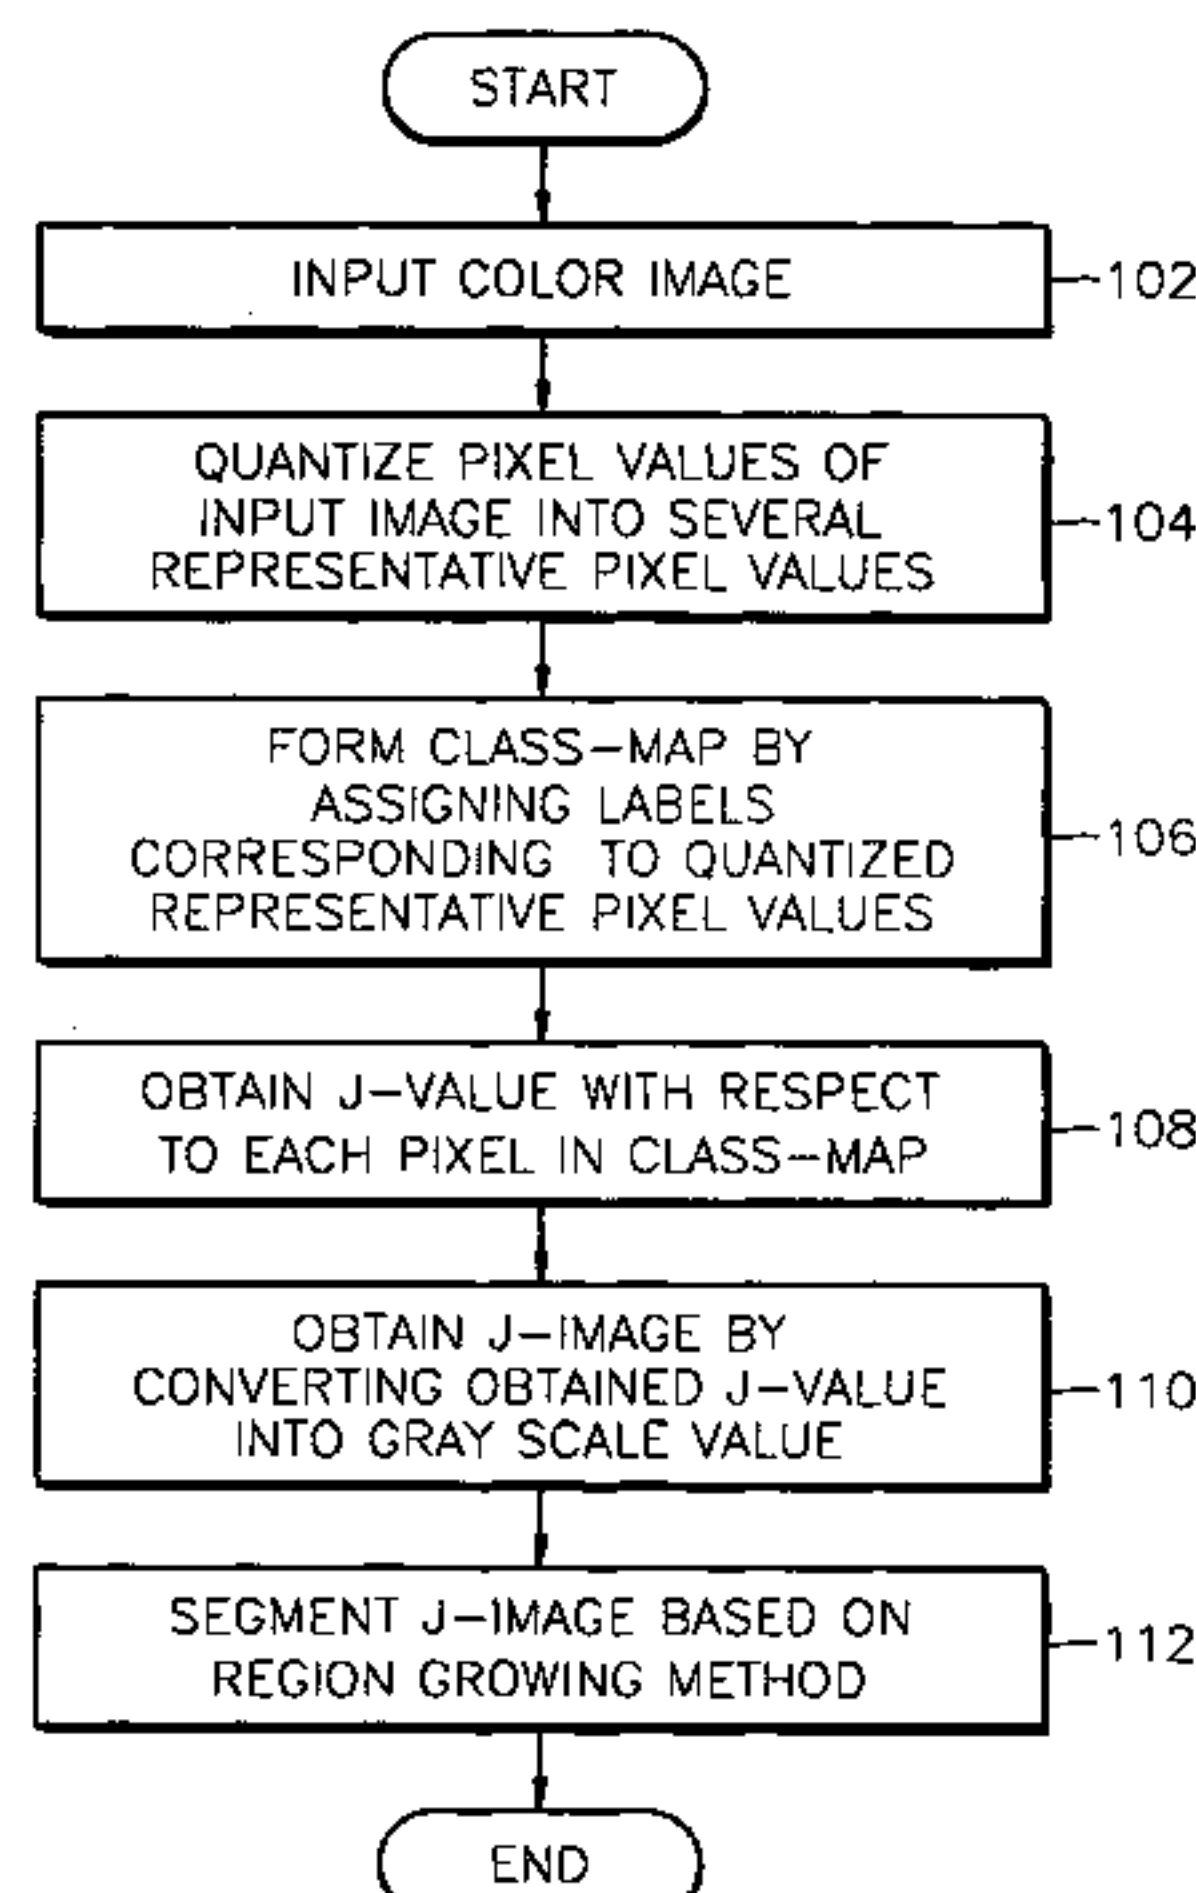 START
INPUT COLOR IMAGE
102
QUANTIZE PIXEL VALUES OF
INPUT IMAGE INTO SEVERAL
REPRESENTATIVE PIXEL VALUES
104
FORM CLASS-MAP BY
ASSIGNING LABELS
CORRESPONDING TO QUANTIZED
REPRESENTATIVE PIXEL VALUES
106
OBTAIN J-VALUE WITH RESPECT
TO EACH PIXEL IN CLASS-MAP
108
OBTAIN J-IMAGE BY
CONVERTING OBTAINED J-VALUE
INTO GRAY SCALE VALUE
110
SEGMENT J-IMAGE BASED ON
REGION GROWING METHOD
112
END